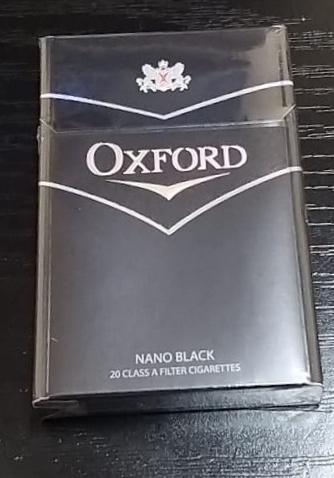 OXFORD
NANO BLACK
20 CLASS A FILTER CIGARETTES